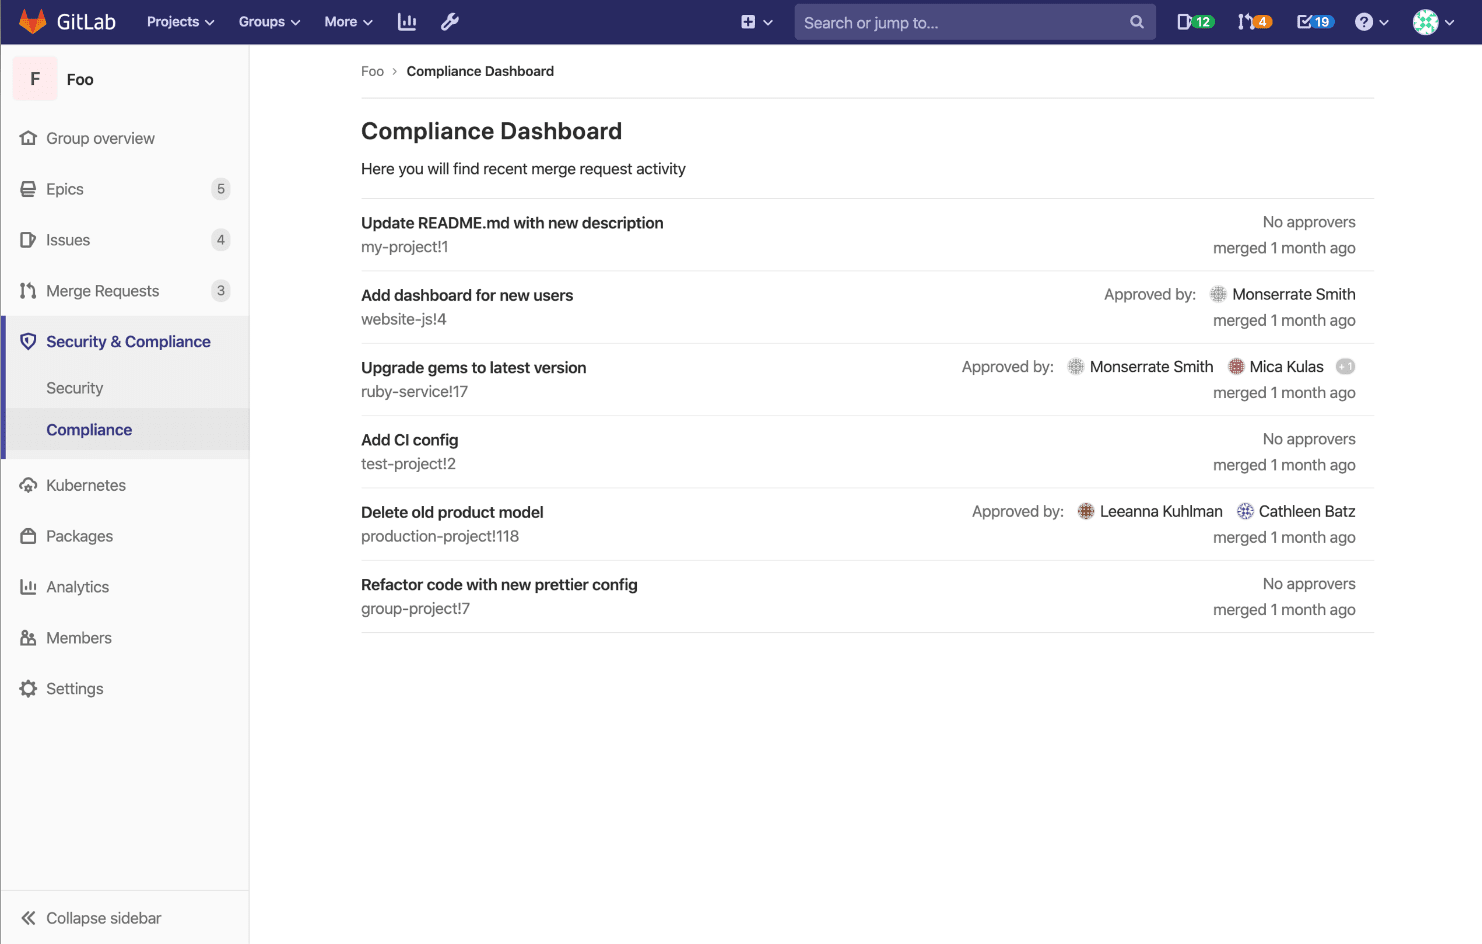 GitLab Projects Groups More Search or jump to... 12 4 19
F Foo
Group overview
Epics 5
Issues 4
Merge Requests 3
Security & Compliance
Security
Compliance
Kubernetes
Packages
Analytics
Members
Settings
Collapse sidebar
Foo › Compliance Dashboard
Compliance Dashboard
Here you will find recent merge request activity
Update README.md with new description No approvers
my-project!1 merged 1 month ago
Add dashboard for new users Approved by: Monserrate Smith
website-js!4 merged 1 month ago
Upgrade gems to latest version Approved by: Monserrate Smith Mica Kulas +1
ruby-service!17 merged 1 month ago
Add CI config No approvers
test-project!2 merged 1 month ago
Delete old product model Approved by: Leeanna Kuhlman Cathleen Batz
production-project!118 merged 1 month ago
Refactor code with new prettier config No approvers
group-project!7 merged 1 month ago